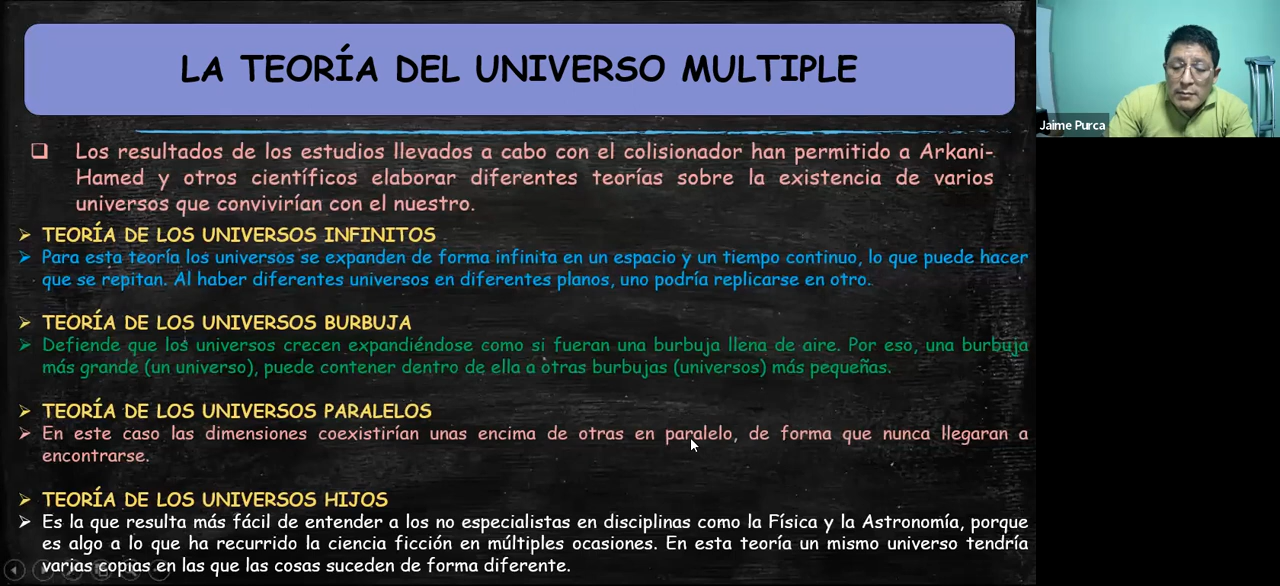 LA TEORÍA DEL UNIVERSO MULTIPLE
Los resultados de los estudios llevados a cabo con el colisionador han permitido a Arkani-
Hamed y otros científicos elaborar diferentes teorías sobre la existencia de varios
universos que convivirían con el nuestro.
TEORÍA DE LOS UNIVERSOS INFINITOS
Para esta teoría los universos se expanden de forma infinita en un espacio y un tiempo continuo, lo que puede hacer
que se repitan. Al haber diferentes universos en diferentes planos, uno podría replicarse en otro.
TEORÍA DE LOS UNIVERSOS BURBUJA
Defiende que los universos crecen expandiéndose como si fueran una burbuja llena de aire. Por eso, una burbuja
más grande (un universo), puede contener dentro de ella a otras burbujas (universos) más pequeñas.
TEORÍA DE LOS UNIVERSOS PARALELOS
En este caso las dimensiones coexistirían unas encima de otras en paralelo, de forma que nunca llegaran a
encontrarse.
TEORÍA DE LOS UNIVERSOS HIJOS
Es la que resulta más fácil de entender a los no especialistas en disciplinas como la Física y la Astronomía, porque
es algo a lo que ha recurrido la ciencia ficción en múltiples ocasiones. En esta teoría un mismo universo tendría
varias copias en las que las cosas suceden de forma diferente.
Jaime Purca